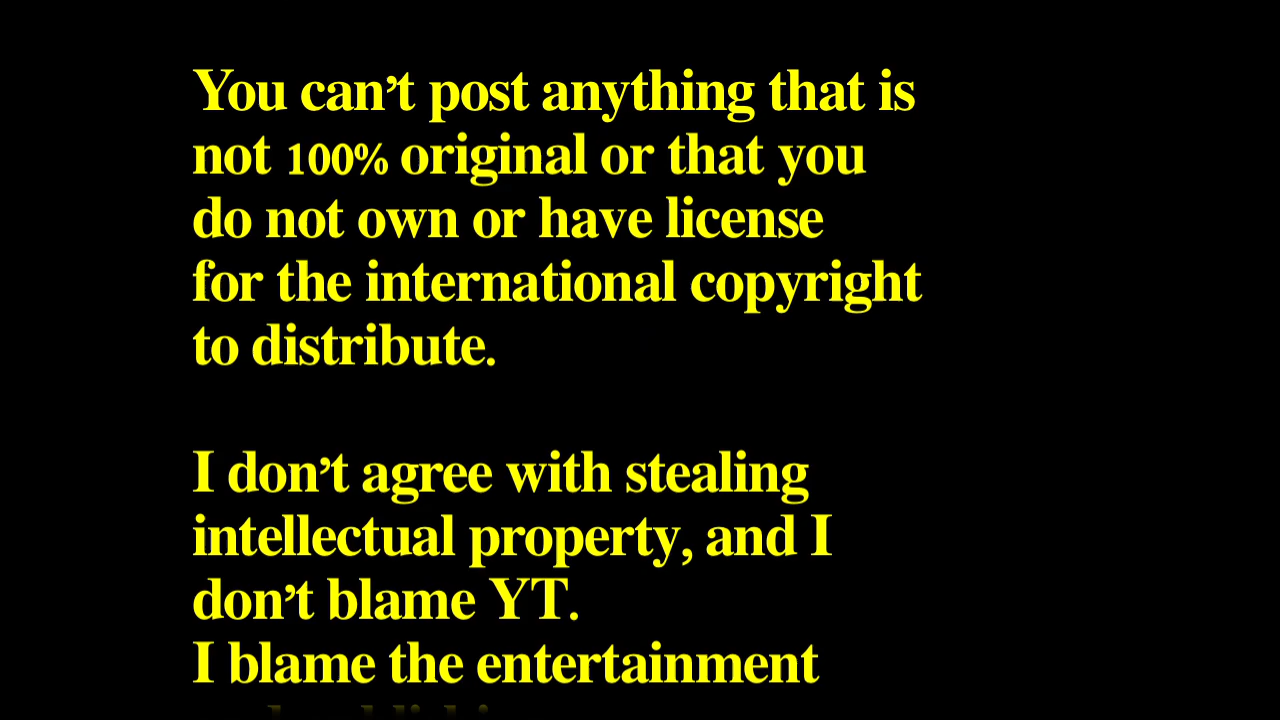 You can't post anything that is
not 100% original or that you
do not own or have license
for the international copyright
to distribute.
I don't agree with stealing
intellectual property, and I
don't blame YT.
I blame the entertainment